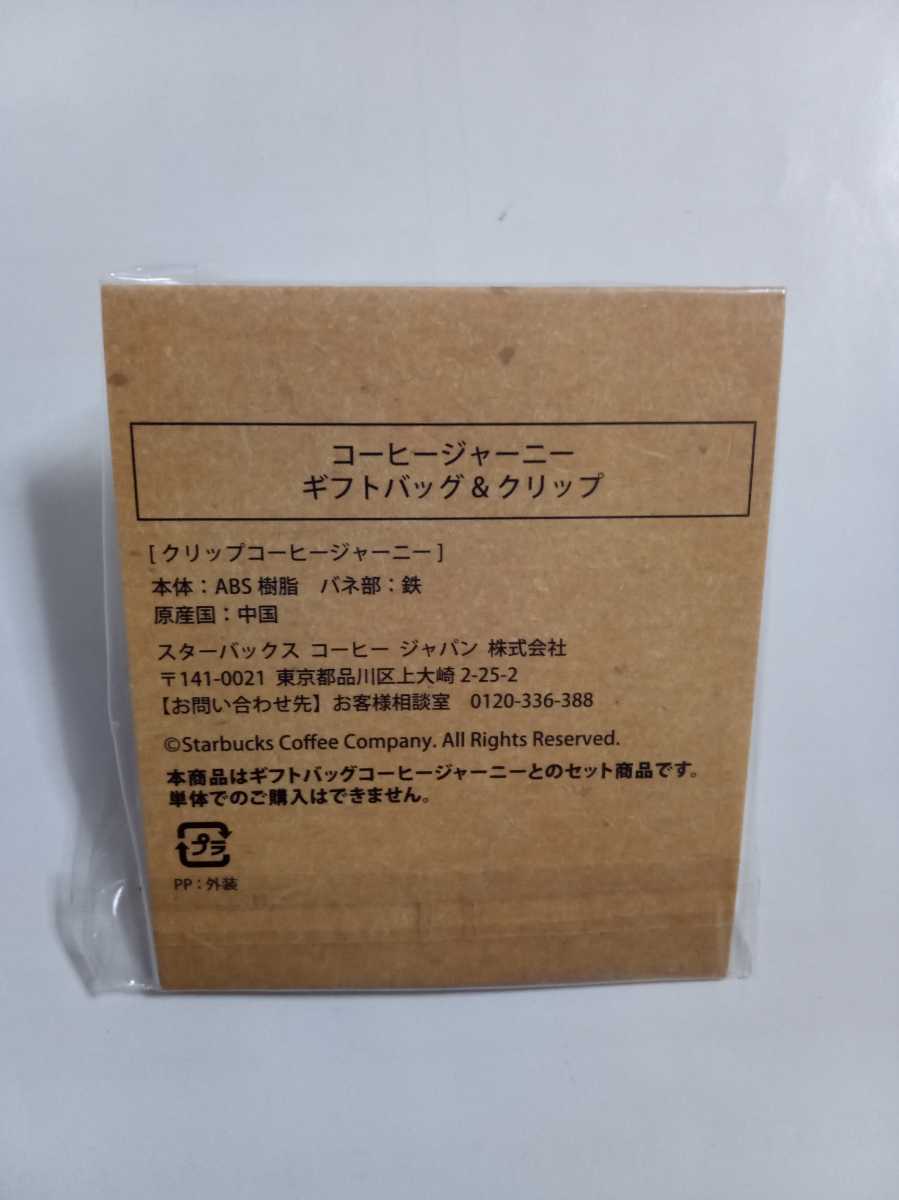 コーヒージャーニー
ギフトバッグ & クリップ
[ クリップコーヒージャーニー ]
本体：ABS 樹脂　バネ部：鉄
原産国：中国
スターバックス コーヒー ジャパン 株式会社
〒141-0021 東京都品川区上大崎 2-25-2
【お問い合わせ先】お客様相談室　0120-336-388
©Starbucks Coffee Company. All Rights Reserved.
本商品はギフトバッグコーヒージャーニーとのセット商品です。
単体でのご購入はできません。
プラ
PP：外装